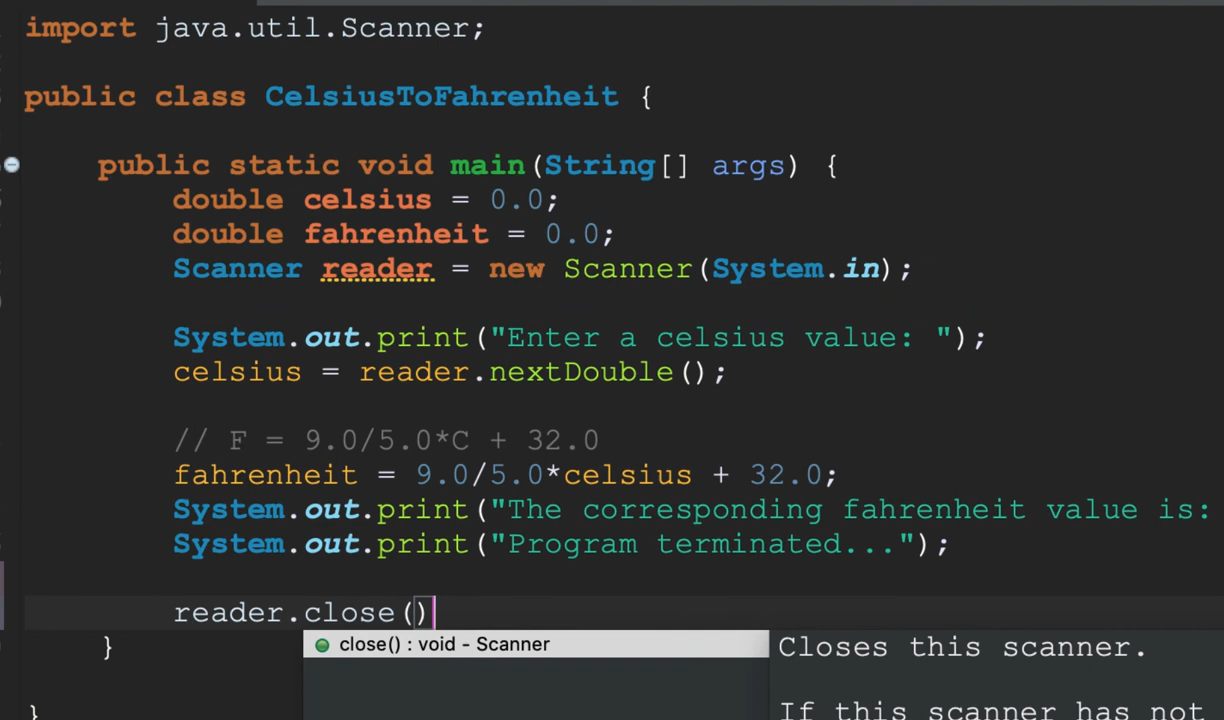 import java.util.Scanner;
public class CelsiusToFahrenheit {
public static void main(String[] args) {
double celsius = 0.0;
double fahrenheit = 0.0;
Scanner reader = new Scanner(System.in);
System.out.print("Enter a celsius value: ");
celsius = reader.nextDouble();
// F = 9.0/5.0*C + 32.0
fahrenheit = 9.0/5.0*celsius + 32.0;
System.out.print("The corresponding fahrenheit value is:
System.out.print("Program terminated...");
reader.close()
}
close() : void - Scanner
Closes this scanner.
If this scanner has not
}